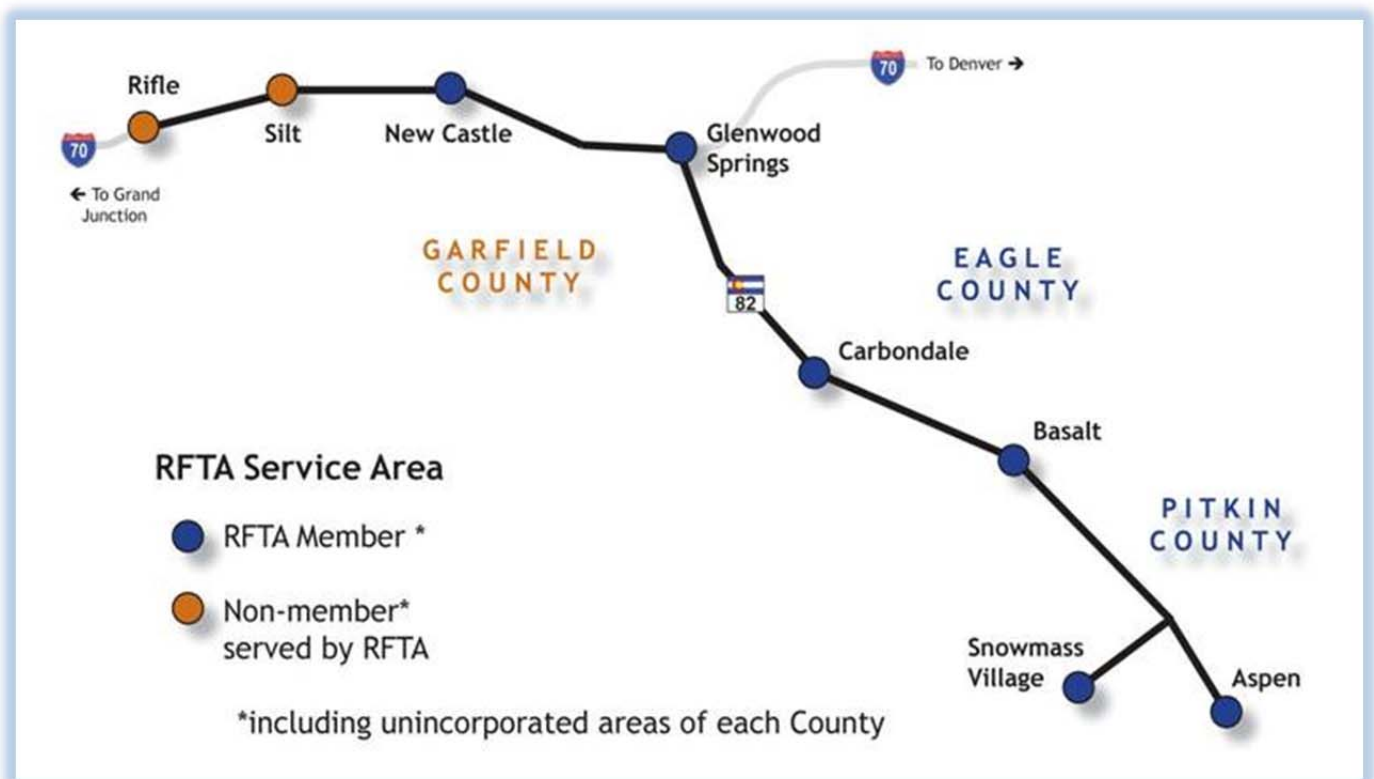 70
To Denver →
Rifle
Silt
New Castle
Glenwood
Springs
70
← To Grand
Junction
GARFIELD
COUNTY
EAGLE
COUNTY
82
Carbondale
Basalt
RFTA Service Area
RFTA Member *
PITKIN
COUNTY
Non-member*
served by RFTA
Snowmass
Village
Aspen
*including unincorporated areas of each County